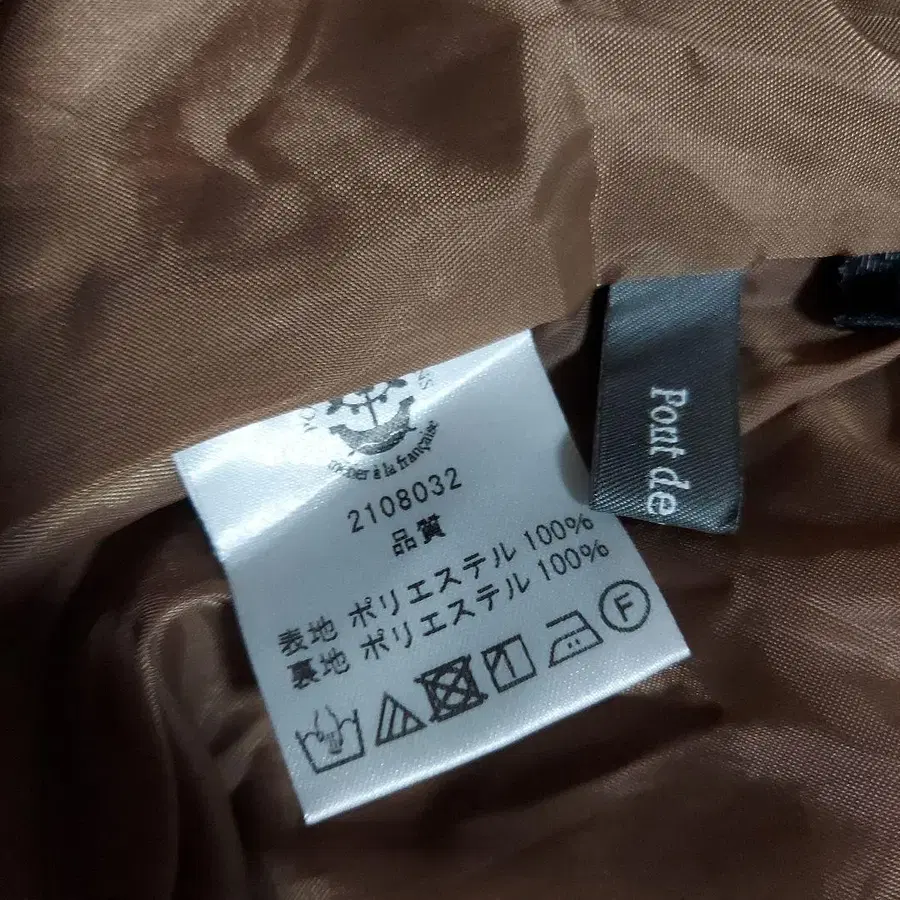 à la française
2108032
品質
表地 ポリエステル 100%
裏地 ポリエステル 100%
F
Pont de